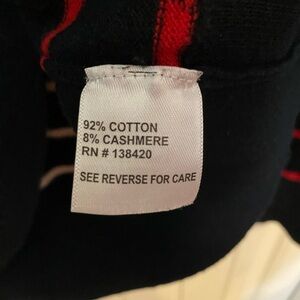 92% COTTON
8% CASHMERE
RN # 138420
SEE REVERSE FOR CARE